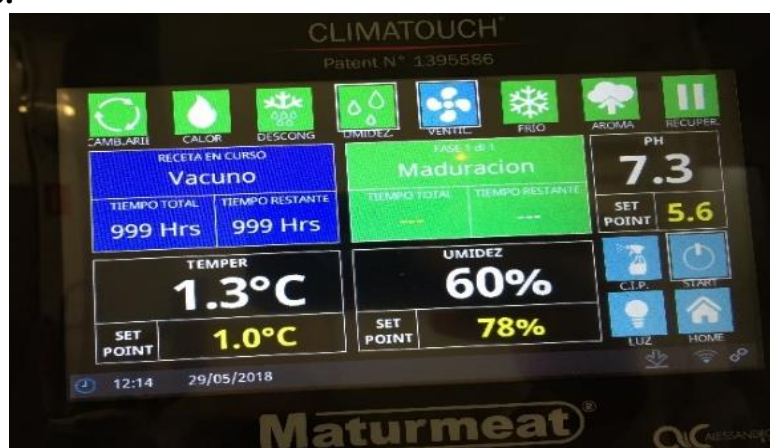 CLIMATOUCH®
Patent N° 1395586
CAMB.ARIE CALOR DESCONG UMIDEZ. VENTIL. FRIO AROMA RECUPER.
RECETA EN CURSO
Vacuno
TIEMPO TOTAL TIEMPO RESTANTE
999 Hrs 999 Hrs
FASE 1 di 1
Maduracion
TIEMPO TOTAL TIEMPO RESTANTE
--- ---
PH
7.3
SET POINT 5.6
TEMPER
1.3°C
SET POINT 1.0°C
UMIDEZ
60%
SET POINT 78%
C.I.P. START
LUZ HOME
12:14 29/05/2018
Maturmeat®